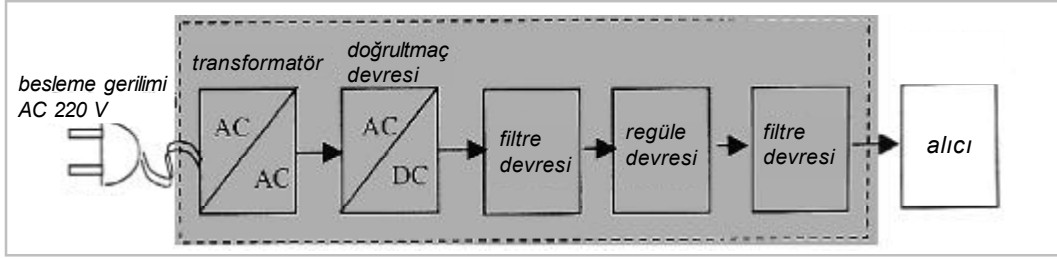 besleme gerilimi
AC 220 V
transformatör
AC
AC
doğrultmaç
devresi
AC
DC
filtre
devresi
regüle
devresi
filtre
devresi
alıcı